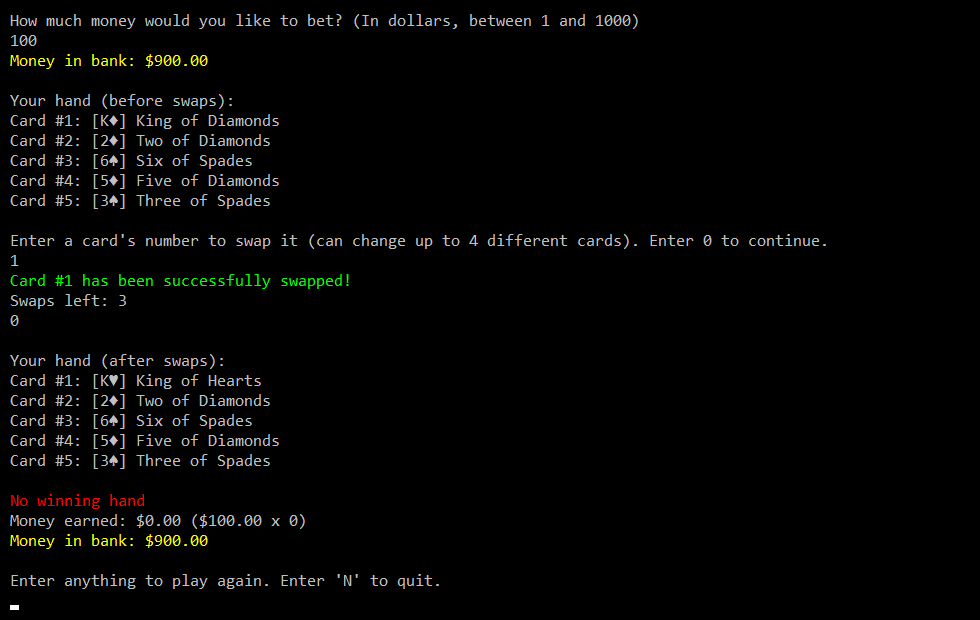 How much money would you like to bet? (In dollars, between 1 and 1000)
100
Money in bank: $900.00
Your hand (before swaps):
Card #1: [K♦] King of Diamonds
Card #2: [2♦] Two of Diamonds
Card #3: [6♠] Six of Spades
Card #4: [5♦] Five of Diamonds
Card #5: [3♠] Three of Spades
Enter a card's number to swap it (can change up to 4 different cards). Enter 0 to continue.
1
Card #1 has been successfully swapped!
Swaps left: 3
0
Your hand (after swaps):
Card #1: [K♥] King of Hearts
Card #2: [2♦] Two of Diamonds
Card #3: [6♠] Six of Spades
Card #4: [5♦] Five of Diamonds
Card #5: [3♠] Three of Spades
No winning hand
Money earned: $0.00 ($100.00 x 0)
Money in bank: $900.00
Enter anything to play again. Enter 'N' to quit.